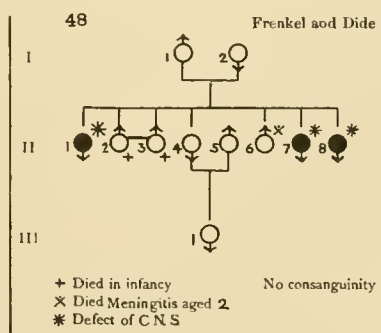 48
Frenkel and Dide
I
1 2
II
1 * 2 + 3 + 4 5 6 × 7 * 8 *
III
1
+ Died in infancy
No consanguinity
× Died Meningitis aged 2
* Defect of C N S